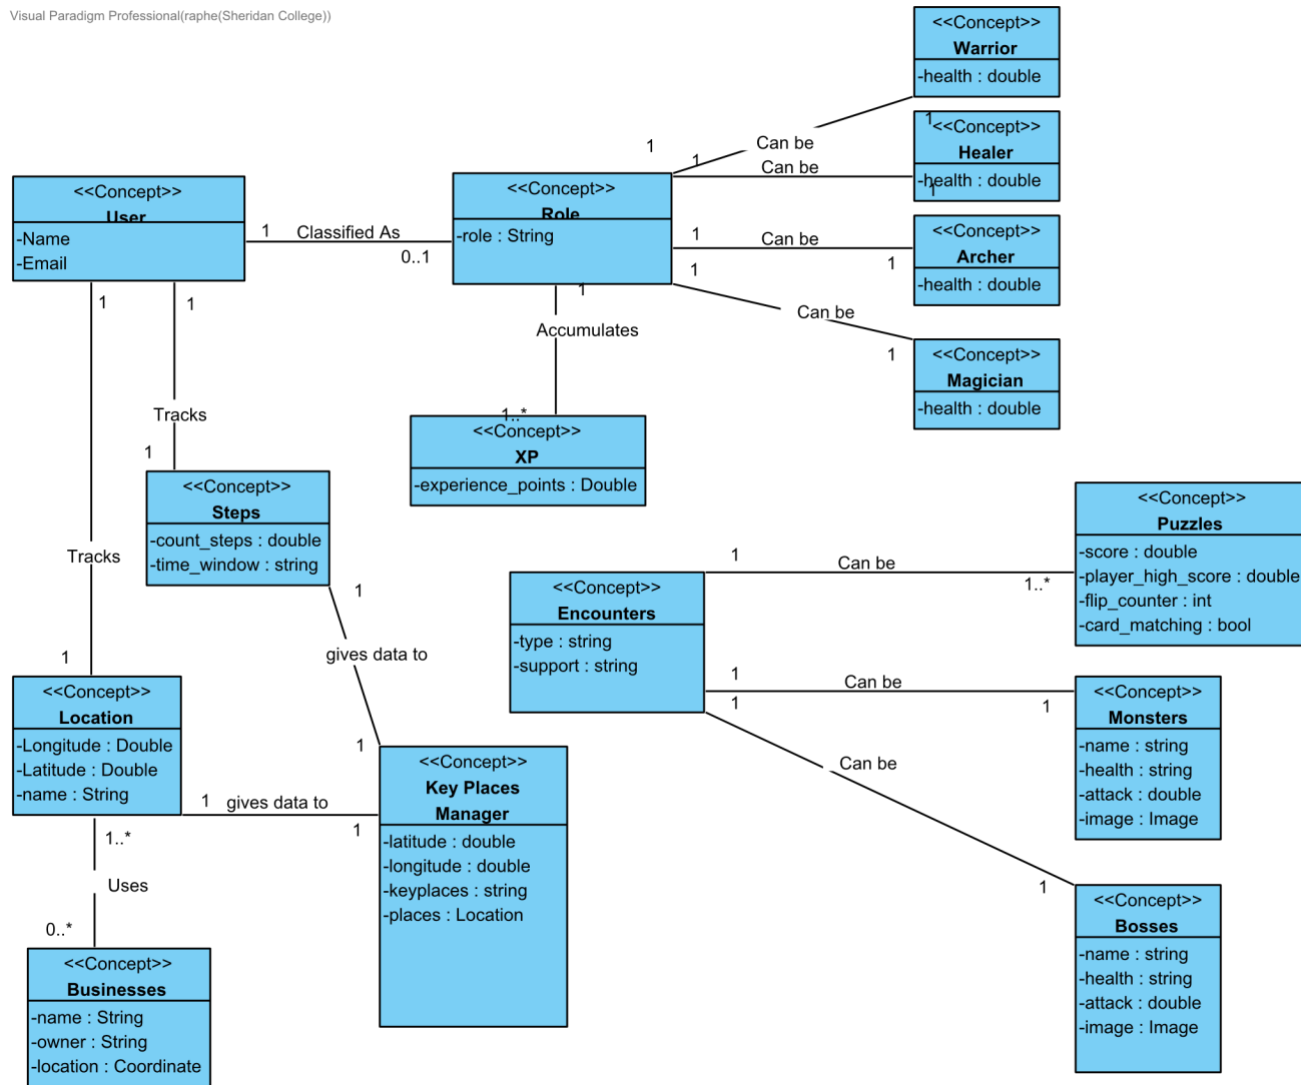 Visual Paradigm Professional(raphe(Sheridan College))
<<Concept>>
Warrior
-health : double
1
<<Concept>>
Healer
-health : double
1
<<Concept>>
Archer
-health : double
<<Concept>>
Magician
-health : double
1
1
Can be
Can be
1
Can be
1
1
Can be
1
<<Concept>>
User
-Name
-Email
1
Classified As
0..1
<<Concept>>
Role
-role : String
1
Accumulates
1..*
<<Concept>>
XP
-experience_points : Double
1
1
Tracks
1
<<Concept>>
Steps
-count_steps : double
-time_window : string
Tracks
1
1
gives data to
1
<<Concept>>
Location
-Longitude : Double
-Latitude : Double
-name : String
1
gives data to
1
<<Concept>>
Key Places
Manager
-latitude : double
-longitude : double
-keyplaces : string
-places : Location
1..*
Uses
0..*
<<Concept>>
Businesses
-name : String
-owner : String
-location : Coordinate
<<Concept>>
Encounters
-type : string
-support : string
1
Can be
1..*
<<Concept>>
Puzzles
-score : double
-player_high_score : double
-flip_counter : int
-card_matching : bool
1
Can be
1
<<Concept>>
Monsters
-name : string
-health : string
-attack : double
-image : Image
1
Can be
1
<<Concept>>
Bosses
-name : string
-health : string
-attack : double
-image : Image